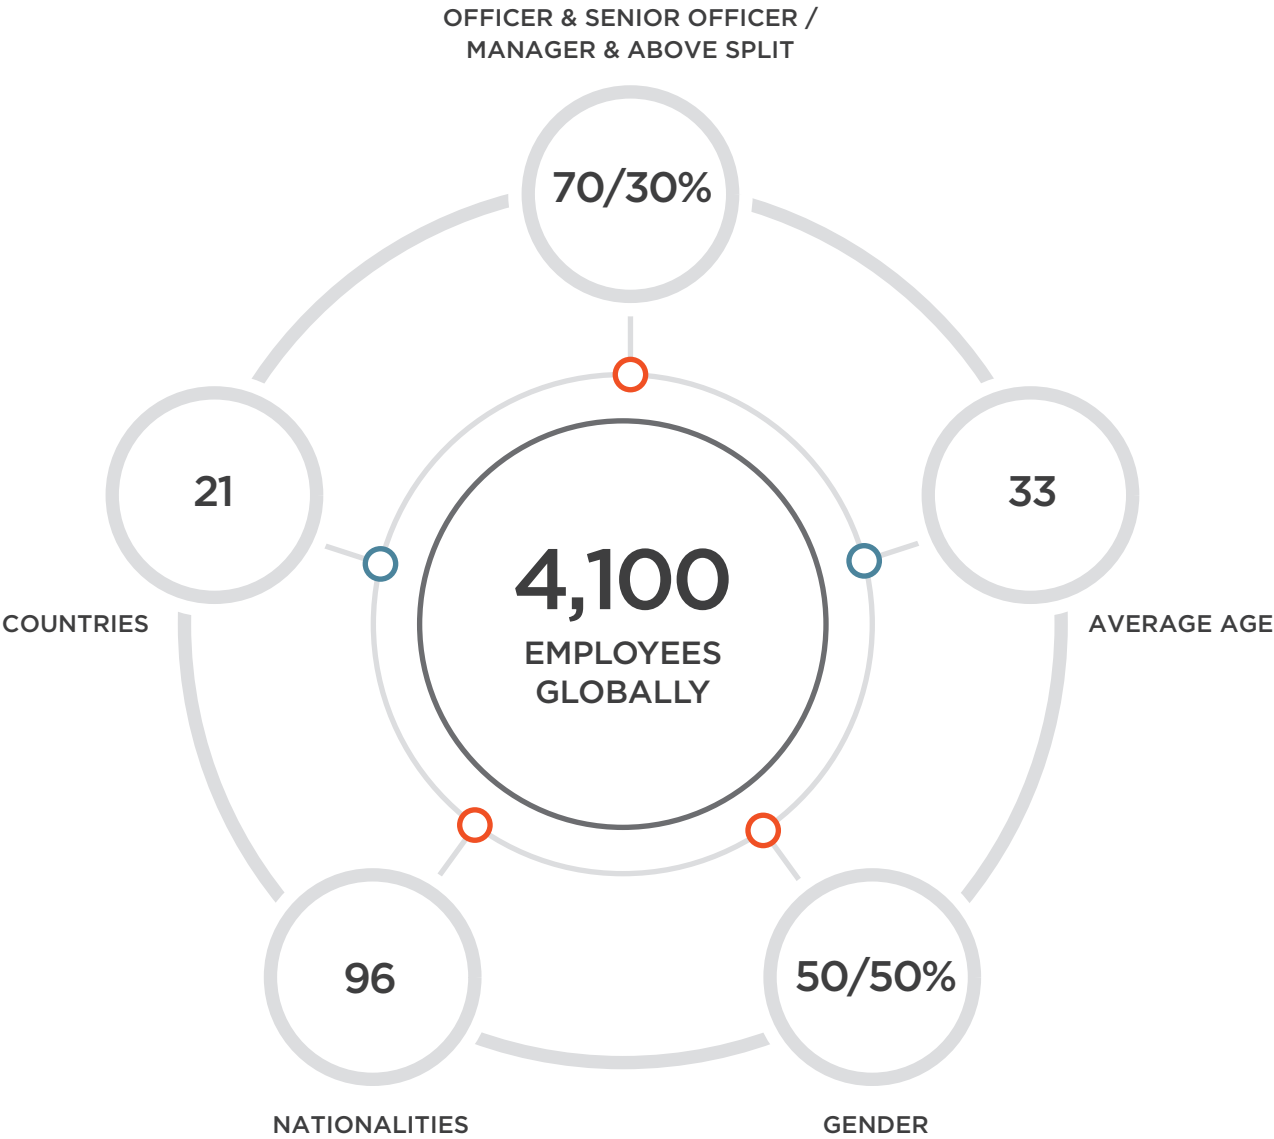 OFFICER & SENIOR OFFICER /
MANAGER & ABOVE SPLIT
70/30%
21
COUNTRIES
33
AVERAGE AGE
4,100
EMPLOYEES
GLOBALLY
96
NATIONALITIES
50/50%
GENDER